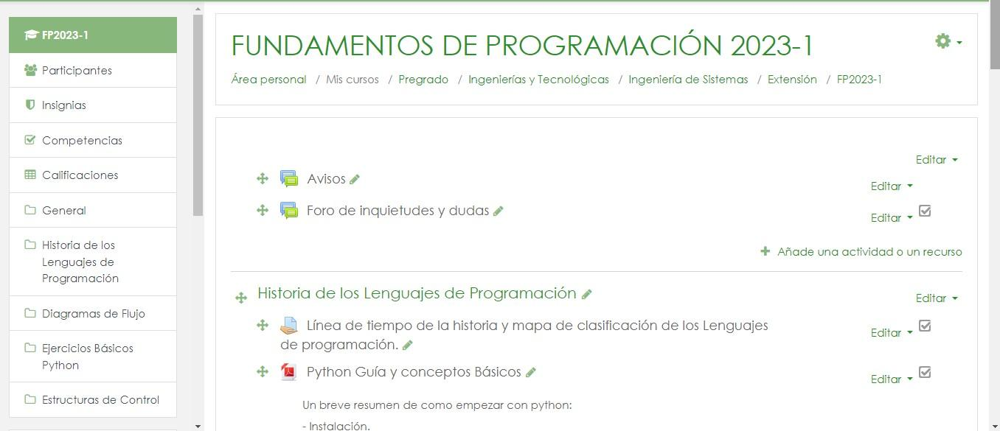 FP2023-1
Participantes
Insignias
Competencias
Calificaciones
General
Historia de los
Lenguajes de
Programación
Diagramas de Flujo
Ejercicios Básicos
Python
Estructuras de Control
FUNDAMENTOS DE PROGRAMACIÓN 2023-1
Área personal / Mis cursos / Pregrado / Ingenierías y Tecnológicas / Ingeniería de Sistemas / Extensión / FP2023-1
Editar
Avisos
Editar
Foro de inquietudes y dudas
Editar
Añade una actividad o un recurso
Historia de los Lenguajes de Programación
Editar
Línea de tiempo de la historia y mapa de clasificación de los Lenguajes
de programación.
Editar
Python Guía y conceptos Básicos
Editar
Un breve resumen de como empezar con python:
- Instalación.